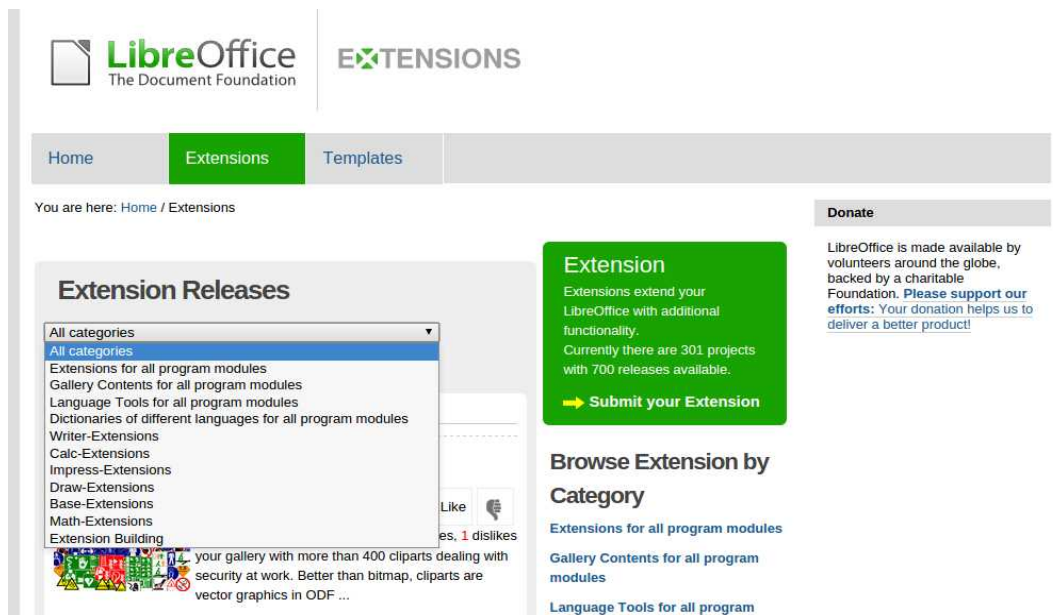 LibreOffice
The Document Foundation
EXTENSIONS
Home
Extensions
Templates
You are here: Home / Extensions
Extension Releases
All categories
All categories
Extensions for all program modules
Gallery Contents for all program modules
Language Tools for all program modules
Dictionaries of different languages for all program modules
Writer-Extensions
Calc-Extensions
Impress-Extensions
Draw-Extensions
Base-Extensions
Math-Extensions
Extension Building
Like
es, 1 dislikes
your gallery with more than 400 cliparts dealing with
security at work. Better than bitmap, cliparts are
vector graphics in ODF ...
Extension
Extensions extend your
LibreOffice with additional
functionality.
Currently there are 301 projects
with 700 releases available.
Submit your Extension
Browse Extension by
Category
Extensions for all program modules
Gallery Contents for all program
modules
Language Tools for all program
Donate
LibreOffice is made available by
volunteers around the globe,
backed by a charitable
Foundation. Please support our
efforts: Your donation helps us to
deliver a better product!